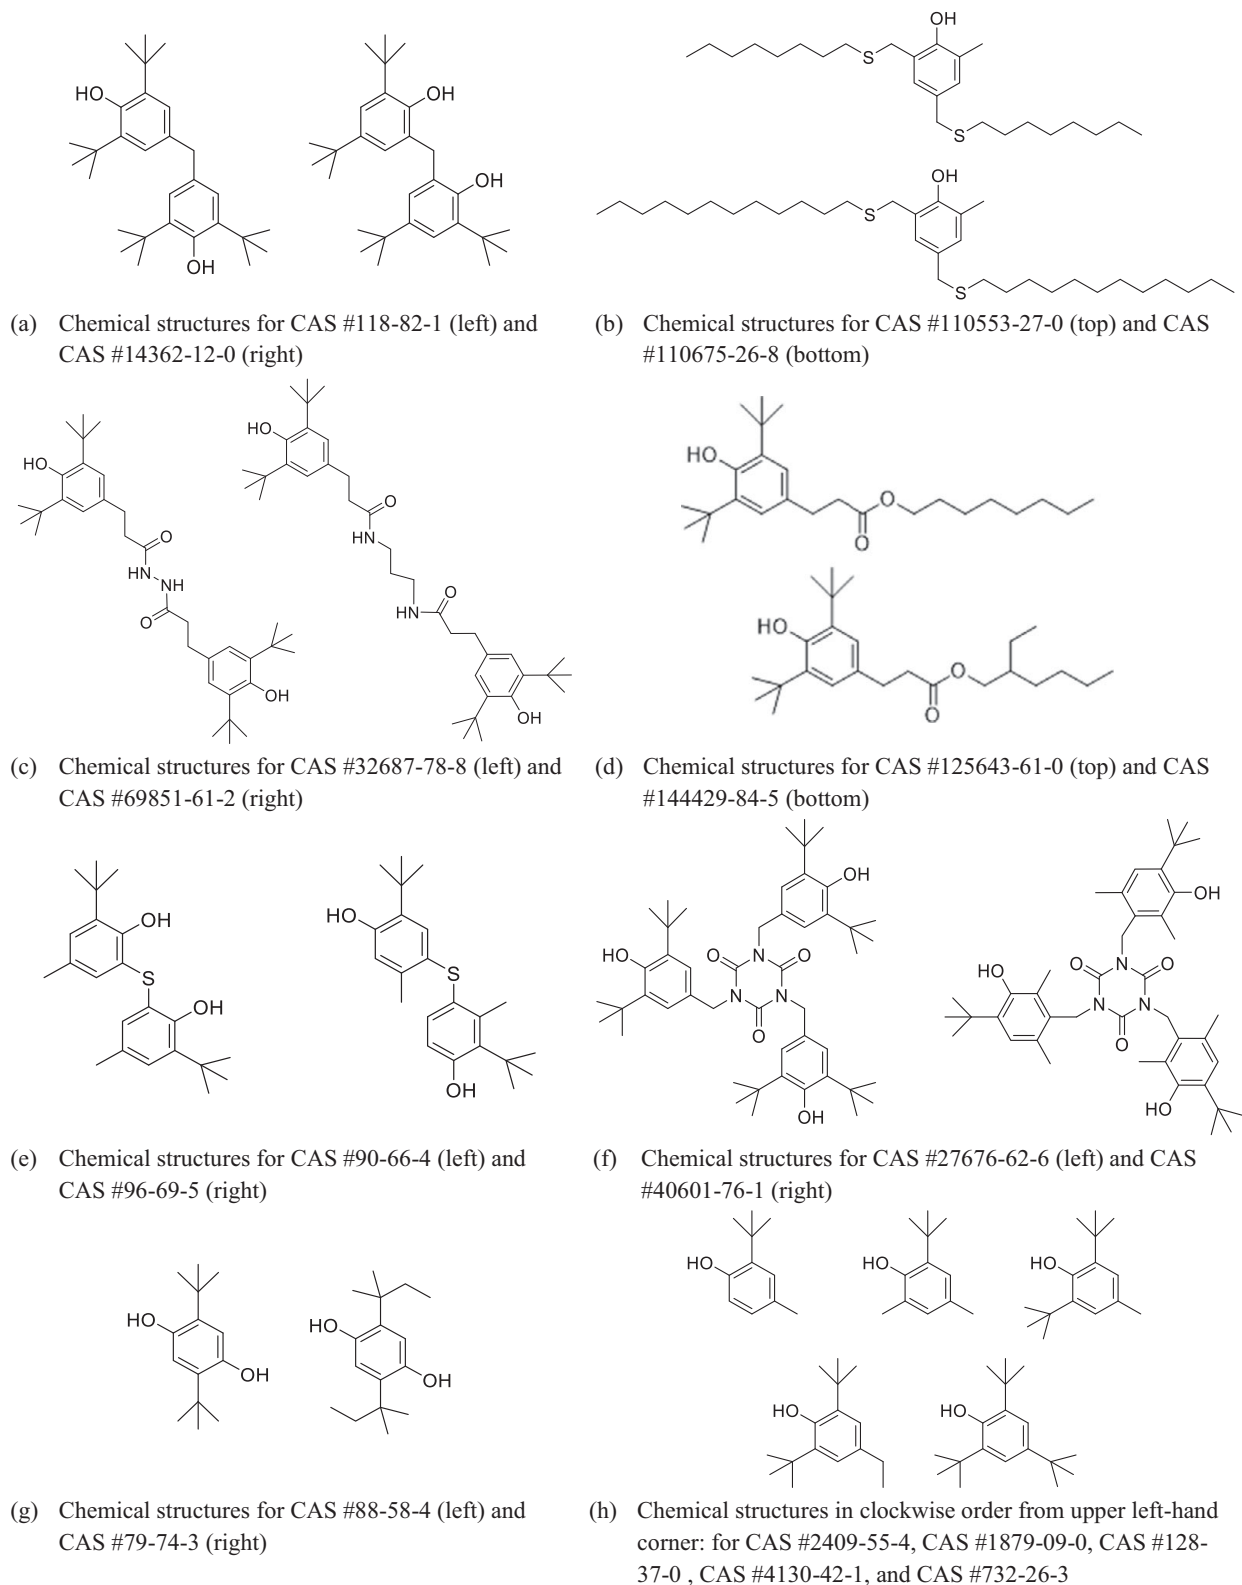 HO
OH
OH
OH
(a) Chemical structures for CAS #118-82-1 (left) and
CAS #14362-12-0 (right)
OH
S
S
OH
S
S
(b) Chemical structures for CAS #110553-27-0 (top) and CAS
#110675-26-8 (bottom)
HO
O
HN
NH
O
OH
HO
O
HN
O
NH
OH
(c) Chemical structures for CAS #32687-78-8 (left) and
CAS #69851-61-2 (right)
HO
O
O
HO
O
O
(d) Chemical structures for CAS #125643-61-0 (top) and CAS
#144429-84-5 (bottom)
OH
S
OH
HO
S
OH
(e) Chemical structures for CAS #90-66-4 (left) and
CAS #96-69-5 (right)
OH
HO
O N O
N N
O
OH
OH
HO
O N O
N N
O
HO
(f) Chemical structures for CAS #27676-62-6 (left) and CAS
#40601-76-1 (right)
HO
OH
HO
OH
(g) Chemical structures for CAS #88-58-4 (left) and
CAS #79-74-3 (right)
HO
HO
HO
HO
HO
(h) Chemical structures in clockwise order from upper left-hand
corner: for CAS #2409-55-4, CAS #1879-09-0, CAS #128-
37-0 , CAS #4130-42-1, and CAS #732-26-3